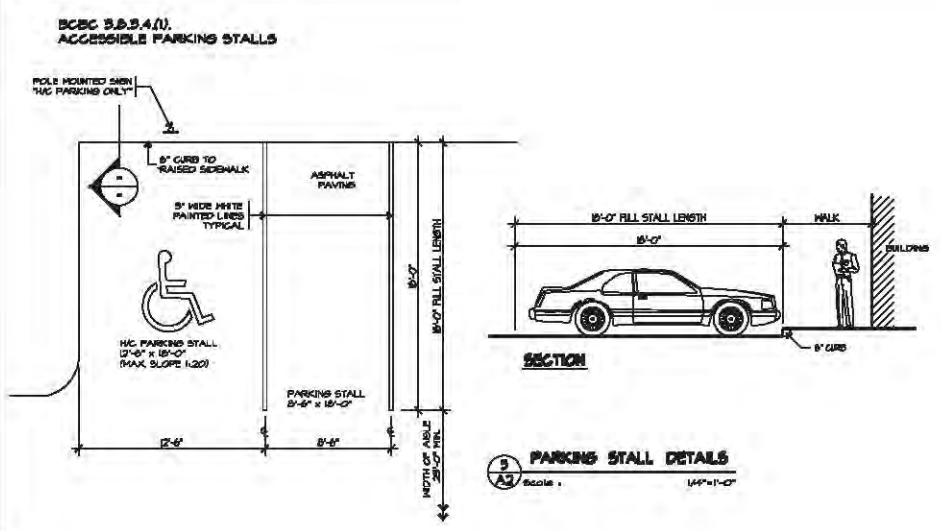 BCBC 3.8.3.4.(1).
ACCESSIBLE PARKING STALLS
POLE MOUNTED SIGN
"H/C PARKING ONLY"
6" CURB TO
RAISED SIDEWALK
ASPHALT
PAVING
WIDE WHITE
PAINTED LINES
TYPICAL
H/C PARKING STALL
12'-6" x 18'-0"
(MAX. SLOPE 1:20)
PARKING STALL
8'-6" x 18'-0"
12'-6"
8'-6"
18'-0"
18'-0" FULL STALL LENGTH
WIDTH OF AISLE
MIN.
18'-0" FULL STALL LENGTH
WALK
18'-0"
BUILDING
6" CURB
SECTION
PARKING STALL DETAILS
A2
Scale :
1/4"=1'-0"